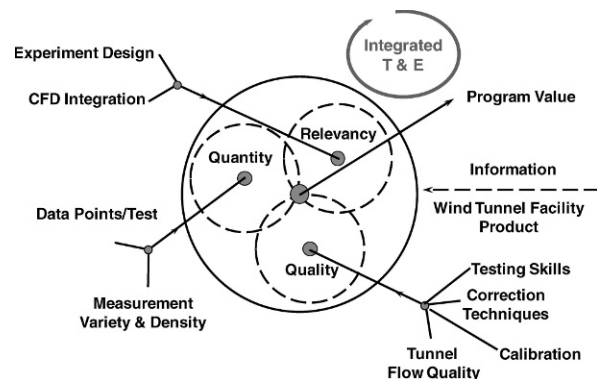 Integrated
T & E
Experiment Design
CFD Integration
Program Value
Relevancy
Quantity
Information
Wind Tunnel Facility
Product
Data Points/Test
Quality
Testing Skills
Correction
Techniques
Measurement
Variety & Density
Tunnel
Flow Quality
Calibration